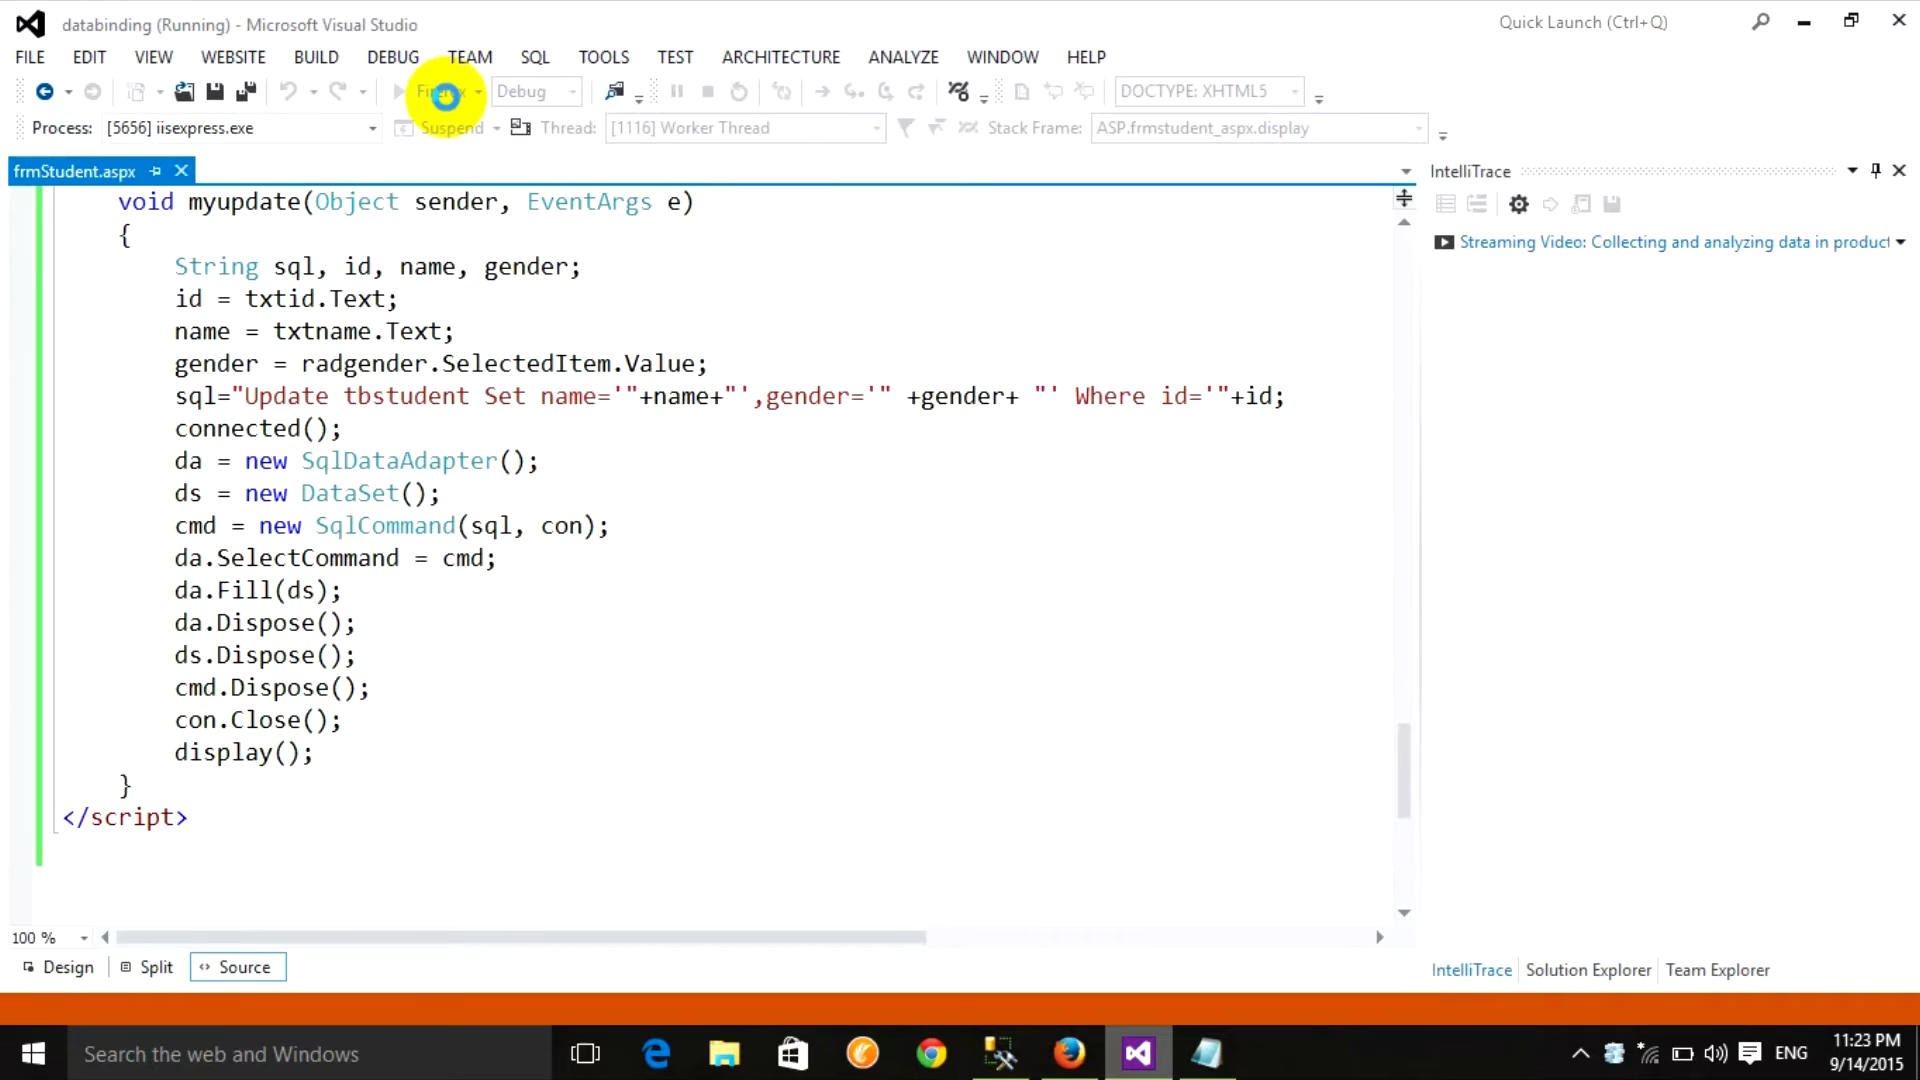 databinding (Running) - Microsoft Visual Studio
Quick Launch (Ctrl+Q)
FILE EDIT VIEW WEBSITE BUILD DEBUG TEAM SQL TOOLS TEST ARCHITECTURE ANALYZE WINDOW HELP
Firefox Debug DOCTYPE: XHTML5
Process: [5656] iisexpress.exe Suspend Thread: [1116] Worker Thread Stack Frame: ASP.frmstudent_aspx.display
frmStudent.aspx
IntelliTrace
Streaming Video: Collecting and analyzing data in product
void myupdate(Object sender, EventArgs e)
{
String sql, id, name, gender;
id = txtid.Text;
name = txtname.Text;
gender = radgender.SelectedItem.Value;
sql="Update tbstudent Set name='"+name+"',gender='" +gender+ "' Where id='"+id;
connected();
da = new SqlDataAdapter();
ds = new DataSet();
cmd = new SqlCommand(sql, con);
da.SelectCommand = cmd;
da.Fill(ds);
da.Dispose();
ds.Dispose();
cmd.Dispose();
con.Close();
display();
}
</script>
100 %
Design Split Source
IntelliTrace Solution Explorer Team Explorer
Search the web and Windows
ENG
11:23 PM
9/14/2015